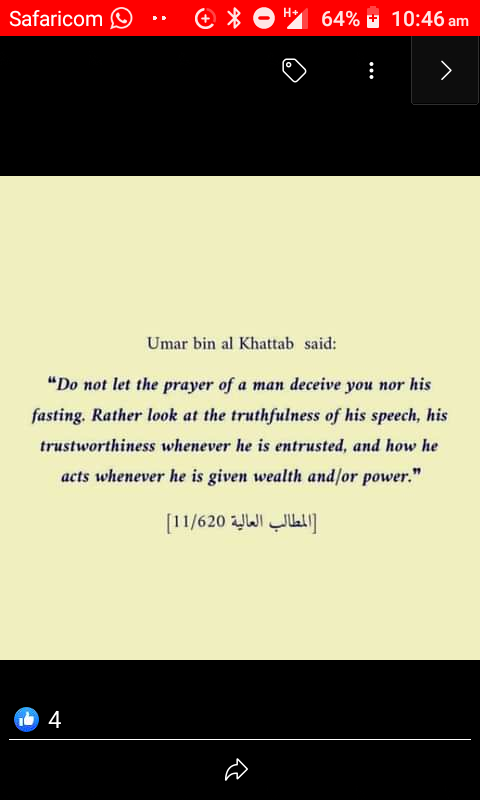 Safaricom H+ 64% 10:46 am
Umar bin al Khattab said:
❝Do not let the prayer of a man deceive you nor his
fasting. Rather look at the truthfulness of his speech, his
trustworthiness whenever he is entrusted, and how he
acts whenever he is given wealth and/or power.❞
[المطالب العالية 11/620]
4